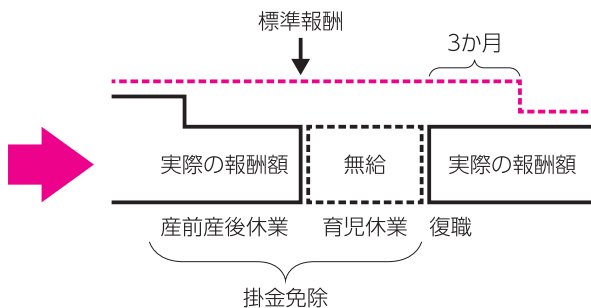 標準報酬
3か月
実際の報酬額
無給
実際の報酬額
産前産後休業
育児休業
復職
掛金免除